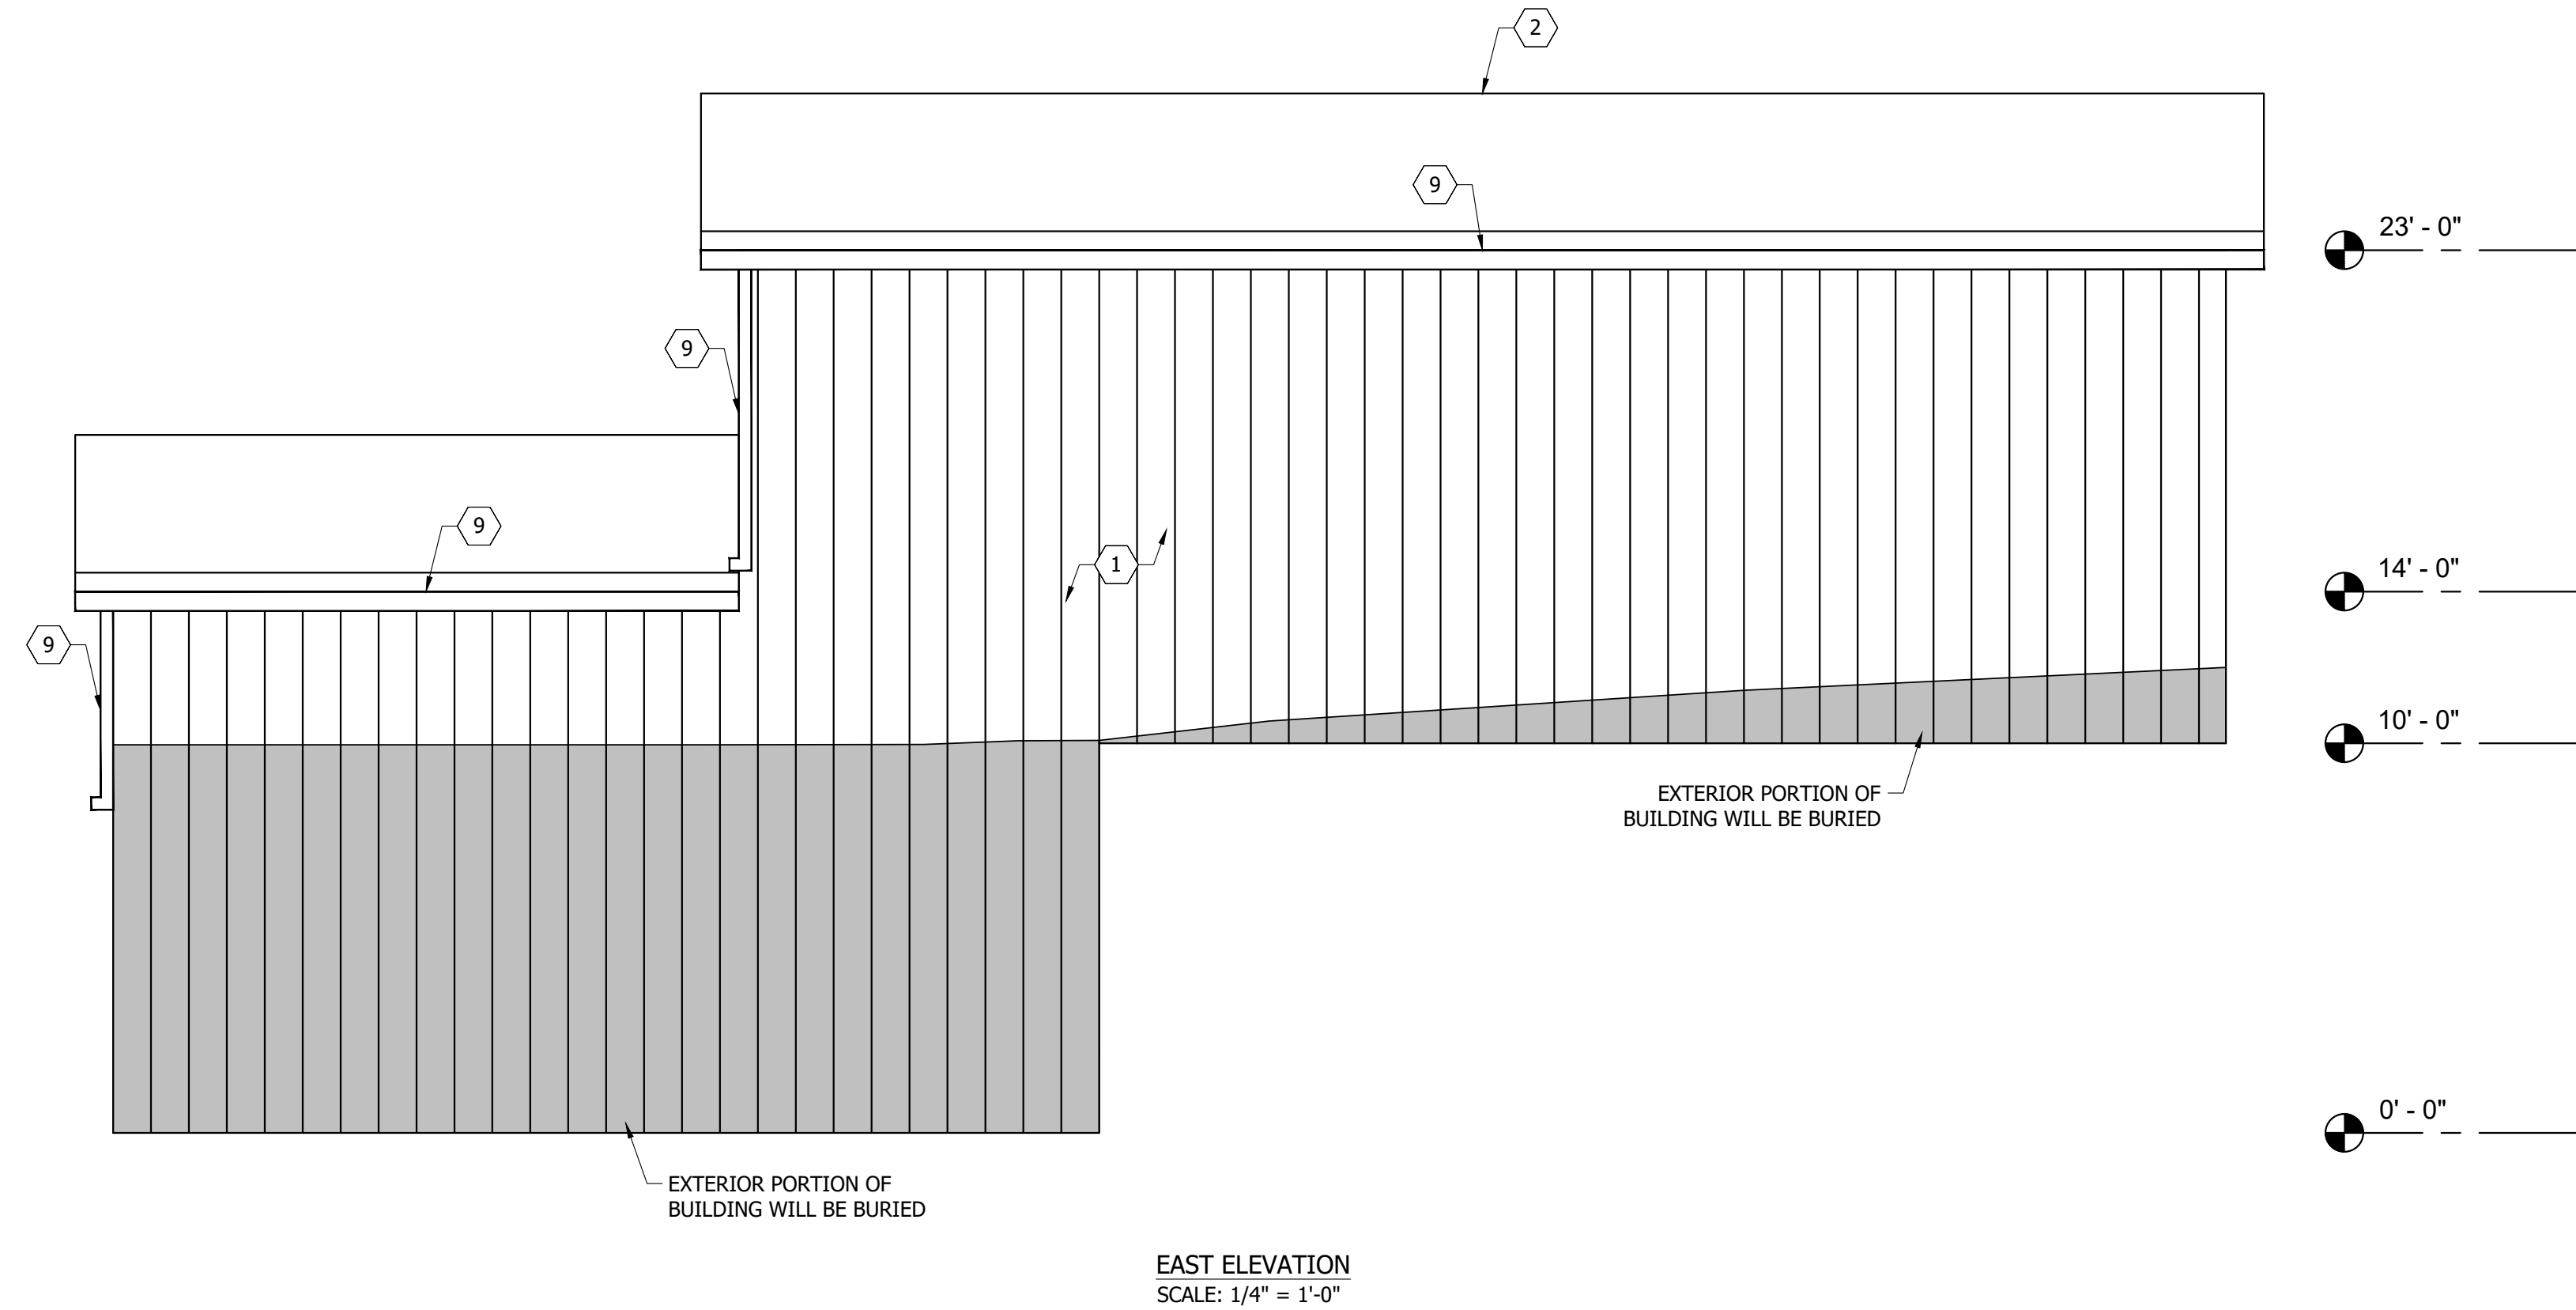 2
9
23' - 0"
9
9
14' - 0"
1
9
10' - 0"
EXTERIOR PORTION OF
BUILDING WILL BE BURIED
0' - 0"
EXTERIOR PORTION OF
BUILDING WILL BE BURIED
EAST ELEVATION
SCALE: 1/4" = 1'-0"